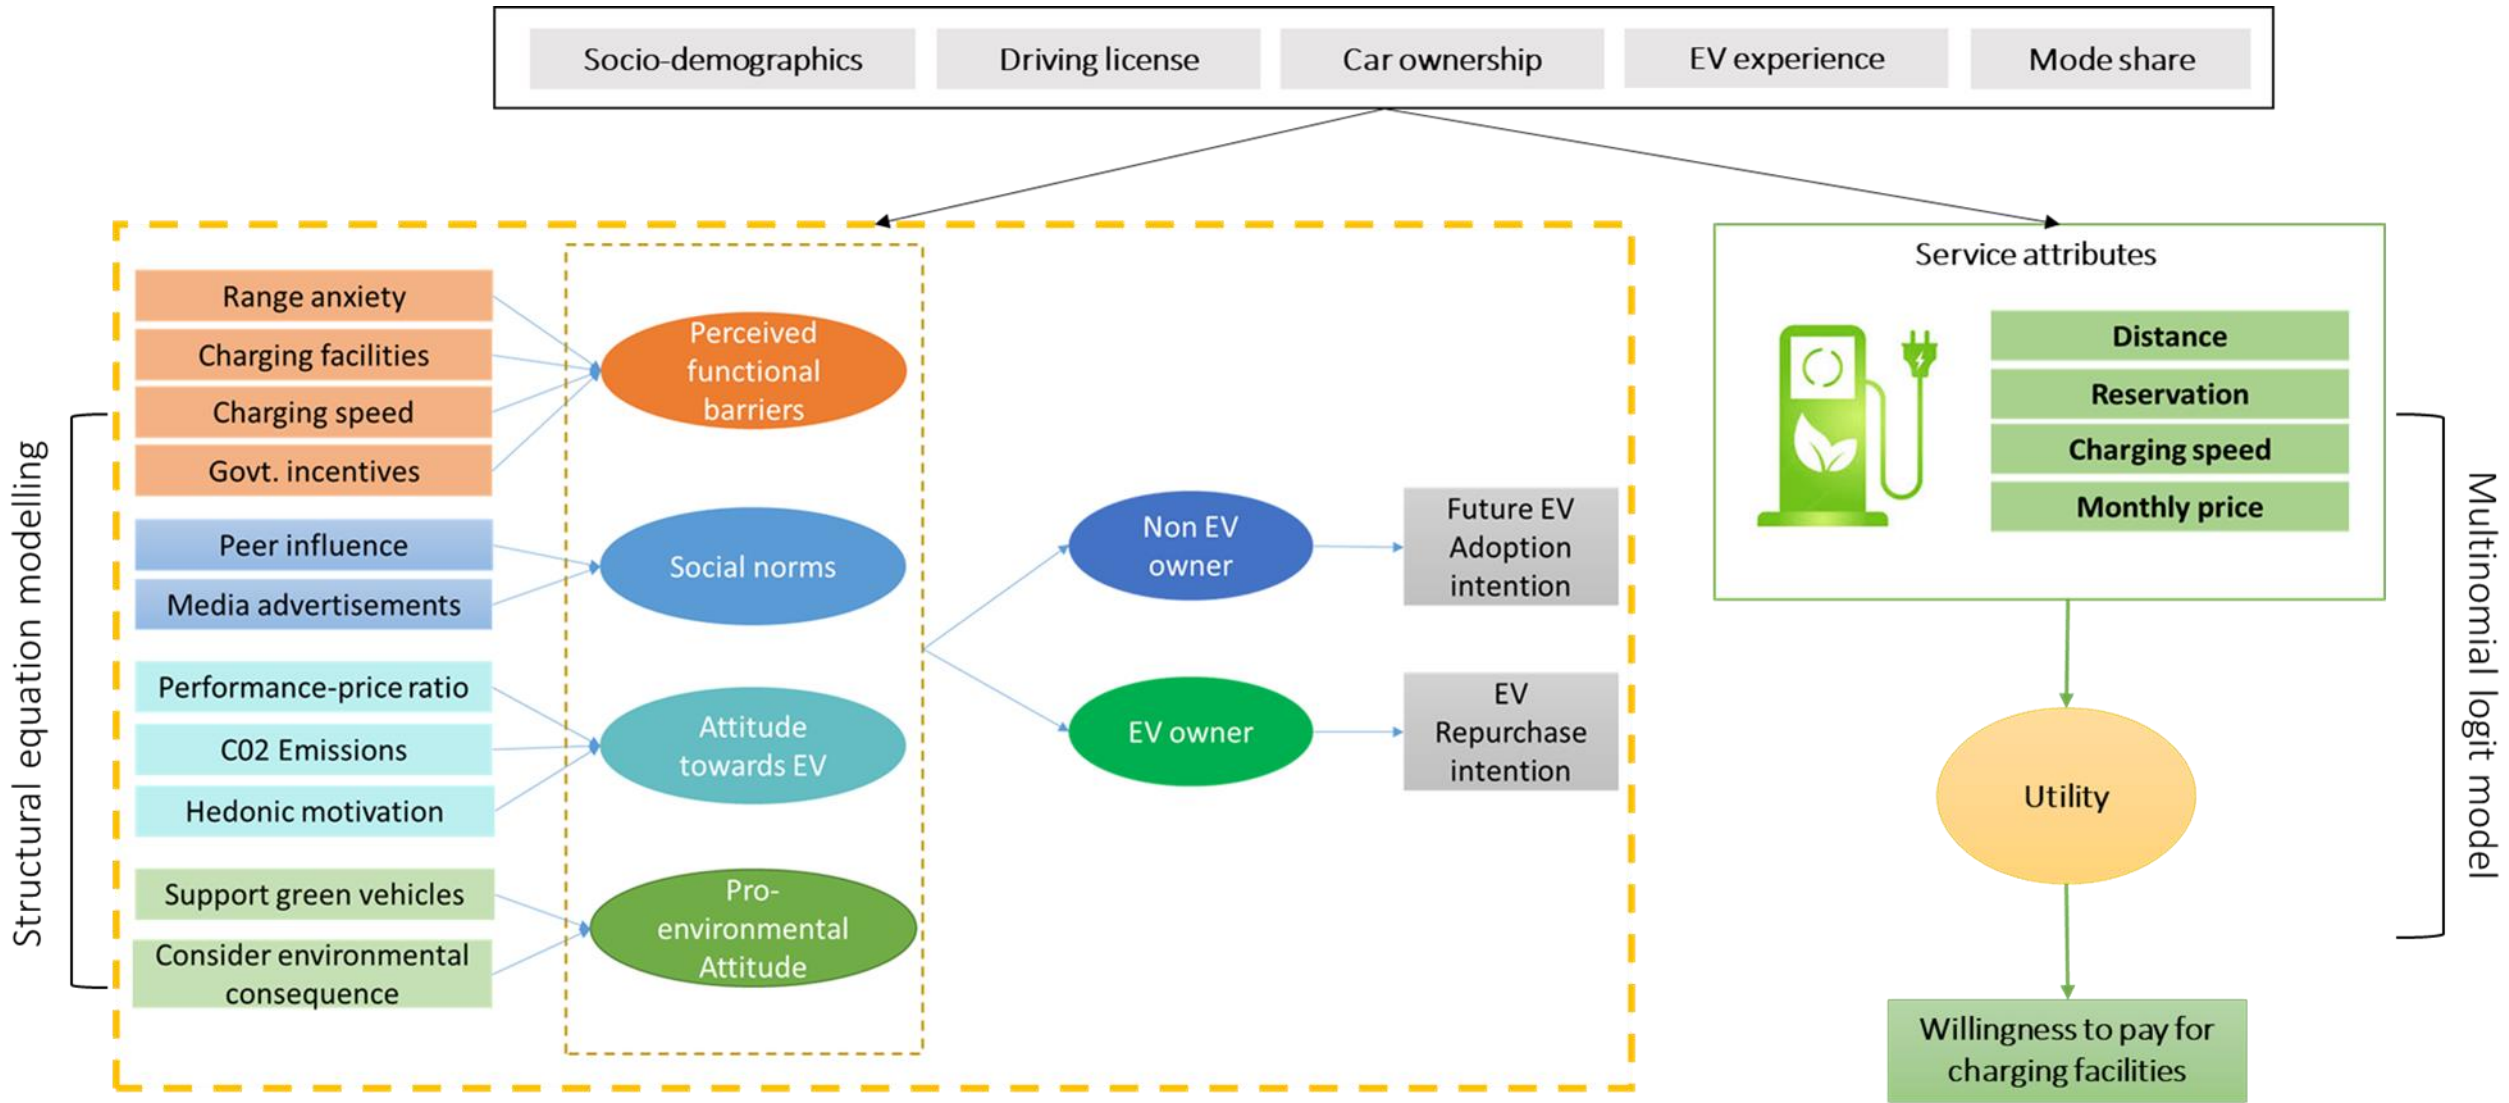 Socio-demographics
Driving license
Car ownership
EV experience
Mode share
Structural equation modelling
Range anxiety
Charging facilities
Charging speed
Govt. incentives
Peer influence
Media advertisements
Performance-price ratio
C02 Emissions
Hedonic motivation
Support green vehicles
Consider environmental
consequence
Perceived
functional
barriers
Social norms
Attitude
towards EV
Pro-
environmental
Attitude
Non EV
owner
EV owner
Future EV
Adoption
intention
EV
Repurchase
intention
Service attributes
Distance
Reservation
Charging speed
Monthly price
Utility
Willingness to pay for
charging facilities
Multinomial logit model